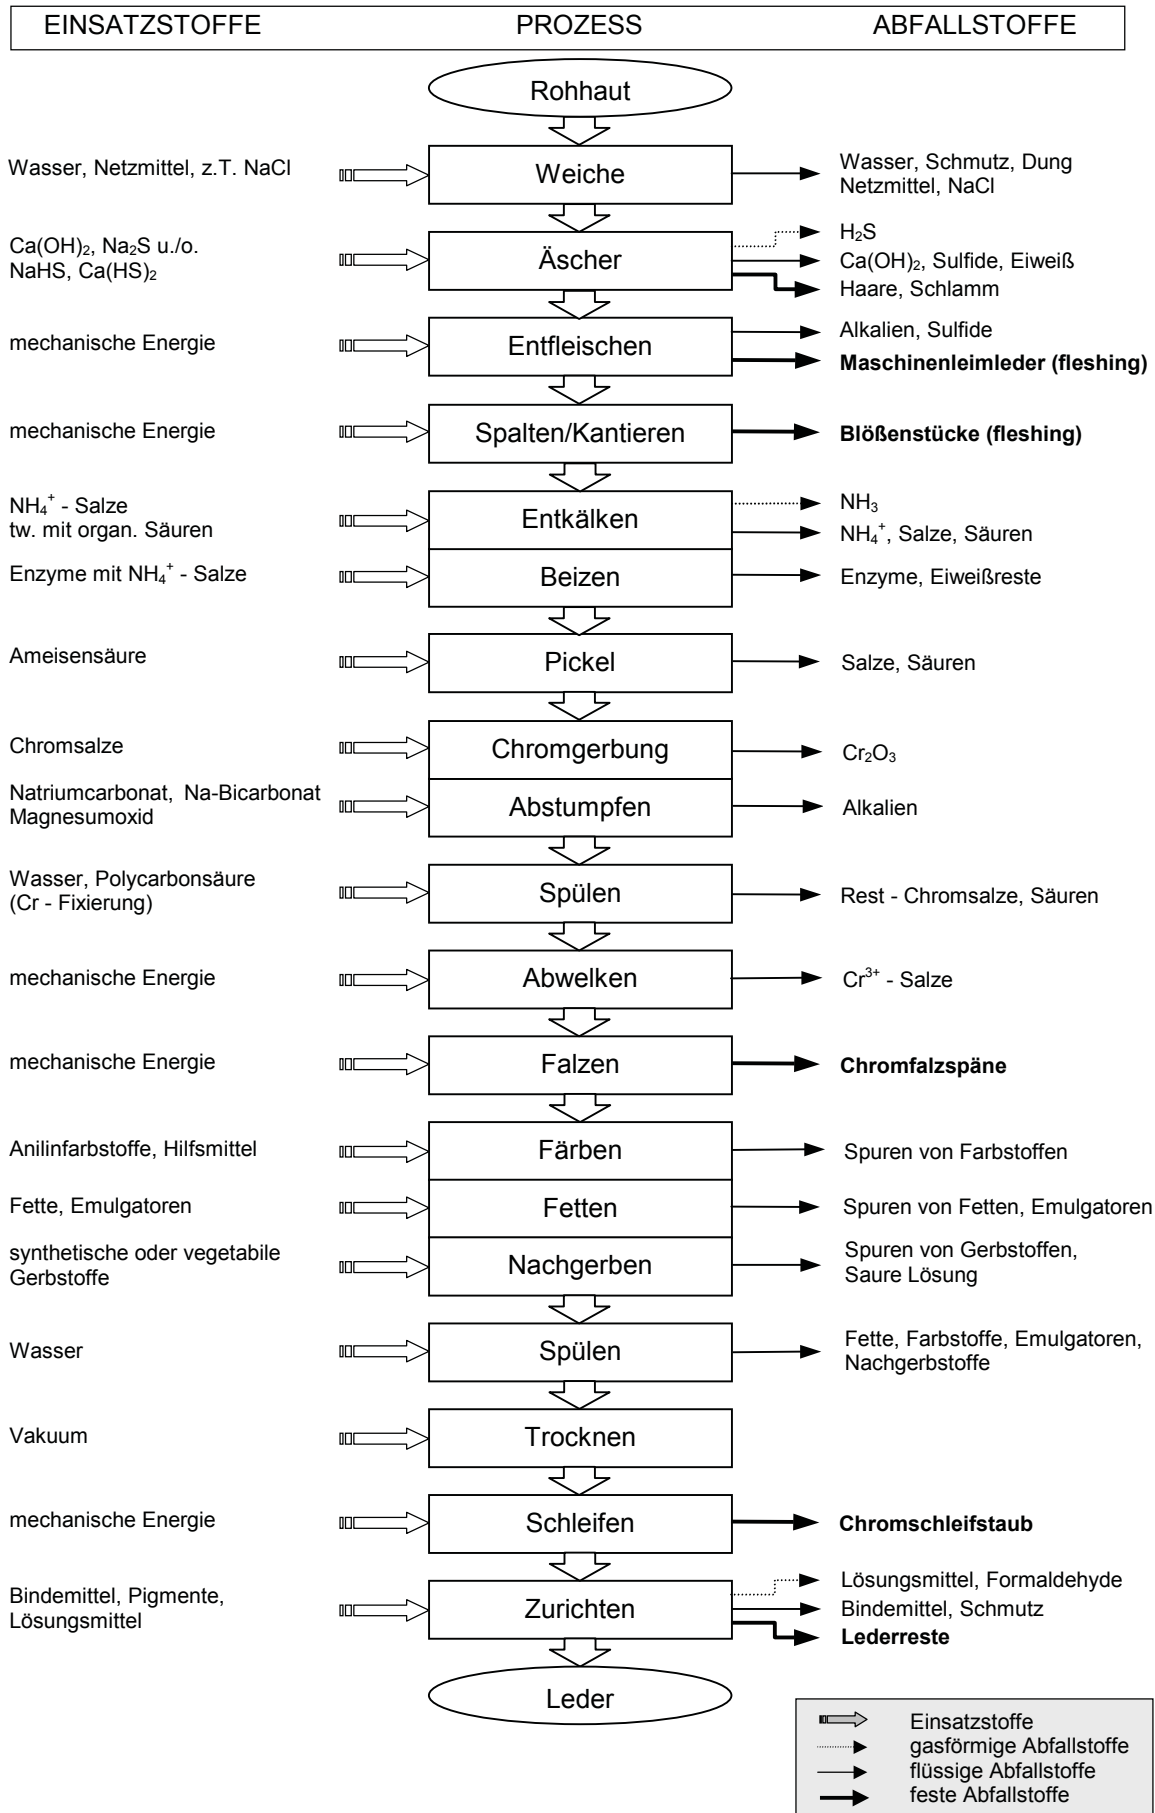 EINSATZSTOFFE PROZESS ABFALLSTOFFE
Rohhaut
Wasser, Netzmittel, z.T. NaCl
Weiche
Wasser, Schmutz, Dung
Netzmittel, NaCl
Ca(OH)₂, Na₂S u./o.
NaHS, Ca(HS)₂
Äscher
H₂S
Ca(OH)₂, Sulfide, Eiweiß
Haare, Schlamm
mechanische Energie
Entfleischen
Alkalien, Sulfide
Maschinenleimleder (fleshing)
mechanische Energie
Spalten/Kantieren
Blößenstücke (fleshing)
NH₄⁺ - Salze
tw. mit organ. Säuren
Entkälken
NH₃
NH₄⁺, Salze, Säuren
Enzyme mit NH₄⁺ - Salze
Beizen
Enzyme, Eiweißreste
Ameisensäure
Pickel
Salze, Säuren
Chromsalze
Chromgerbung
Cr₂O₃
Natriumcarbonat, Na-Bicarbonat
Magnesumoxid
Abstumpfen
Alkalien
Wasser, Polycarbonsäure
(Cr - Fixierung)
Spülen
Rest - Chromsalze, Säuren
mechanische Energie
Abwelken
Cr³⁺ - Salze
mechanische Energie
Falzen
Chromfalzspäne
Anilinfarbstoffe, Hilfsmittel
Färben
Spuren von Farbstoffen
Fette, Emulgatoren
Fetten
Spuren von Fetten, Emulgatoren
synthetische oder vegetabile
Gerbstoffe
Nachgerben
Spuren von Gerbstoffen,
Saure Lösung
Wasser
Spülen
Fette, Farbstoffe, Emulgatoren,
Nachgerbstoffe
Vakuum
Trocknen
mechanische Energie
Schleifen
Chromschleifstaub
Bindemittel, Pigmente,
Lösungsmittel
Zurichten
Lösungsmittel, Formaldehyde
Bindemittel, Schmutz
Lederreste
Leder
Einsatzstoffe
gasförmige Abfallstoffe
flüssige Abfallstoffe
feste Abfallstoffe